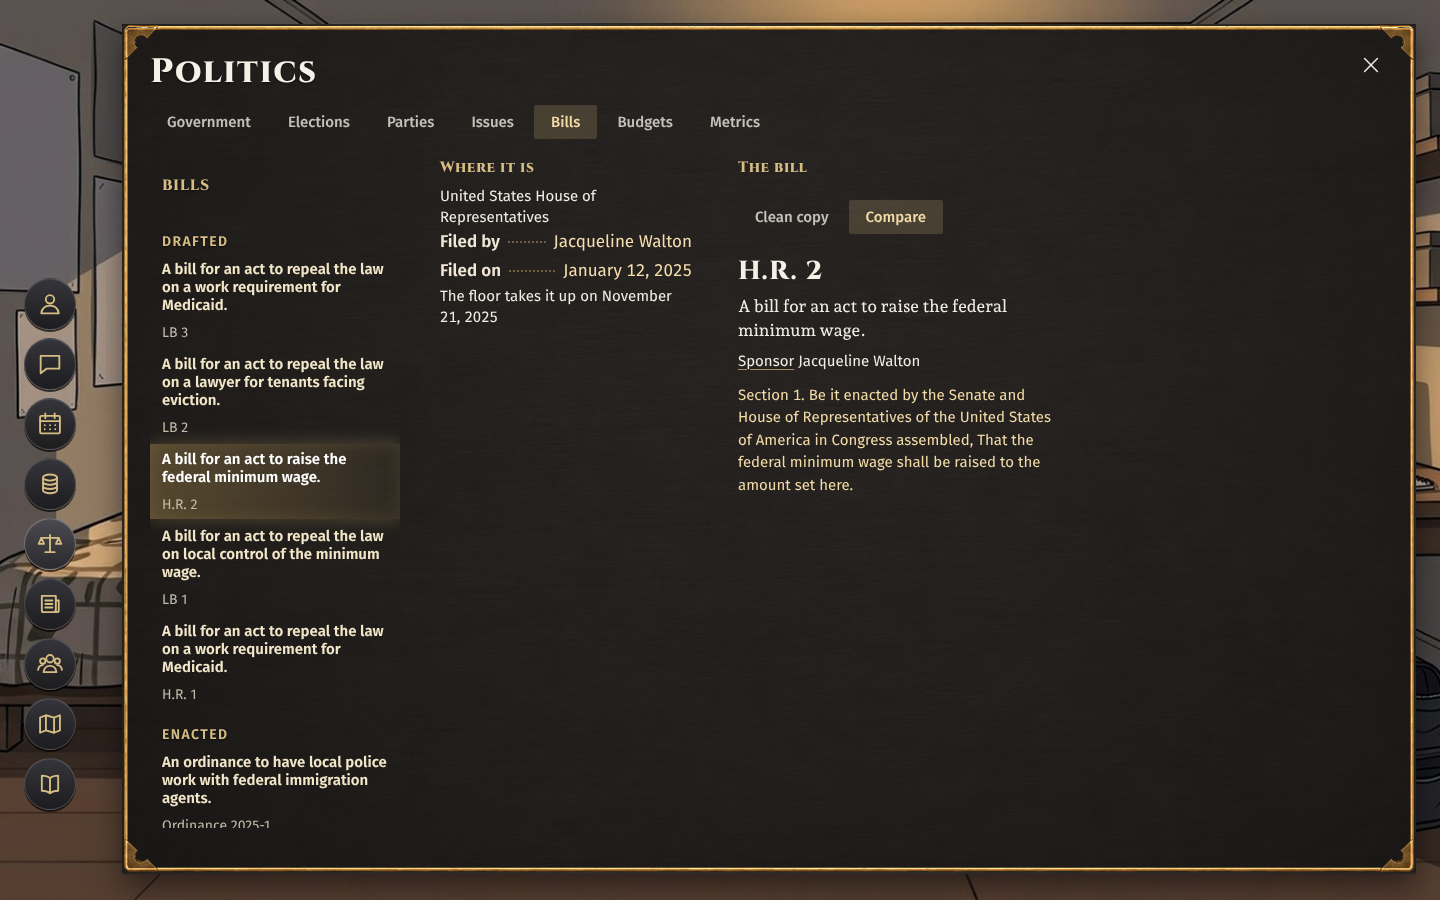 Politics
Government Elections Parties Issues Bills Budgets Metrics
Bills
DRAFTED
A bill for an act to repeal the law
on a work requirement for
Medicaid.
LB 3
A bill for an act to repeal the law
on a lawyer for tenants facing
eviction.
LB 2
A bill for an act to raise the
federal minimum wage.
H.R. 2
A bill for an act to repeal the law
on local control of the minimum
wage.
LB 1
A bill for an act to repeal the law
on a work requirement for
Medicaid.
H.R. 1
ENACTED
An ordinance to have local police
work with federal immigration
agents.
Ordinance 2025-1
Where it is
United States House of
Representatives
Filed by Jacqueline Walton
Filed on January 12, 2025
The floor takes it up on November
21, 2025
The bill
Clean copy Compare
H.R. 2
A bill for an act to raise the federal
minimum wage.
Sponsor Jacqueline Walton
Section 1. Be it enacted by the Senate and
House of Representatives of the United States
of America in Congress assembled, That the
federal minimum wage shall be raised to the
amount set here.